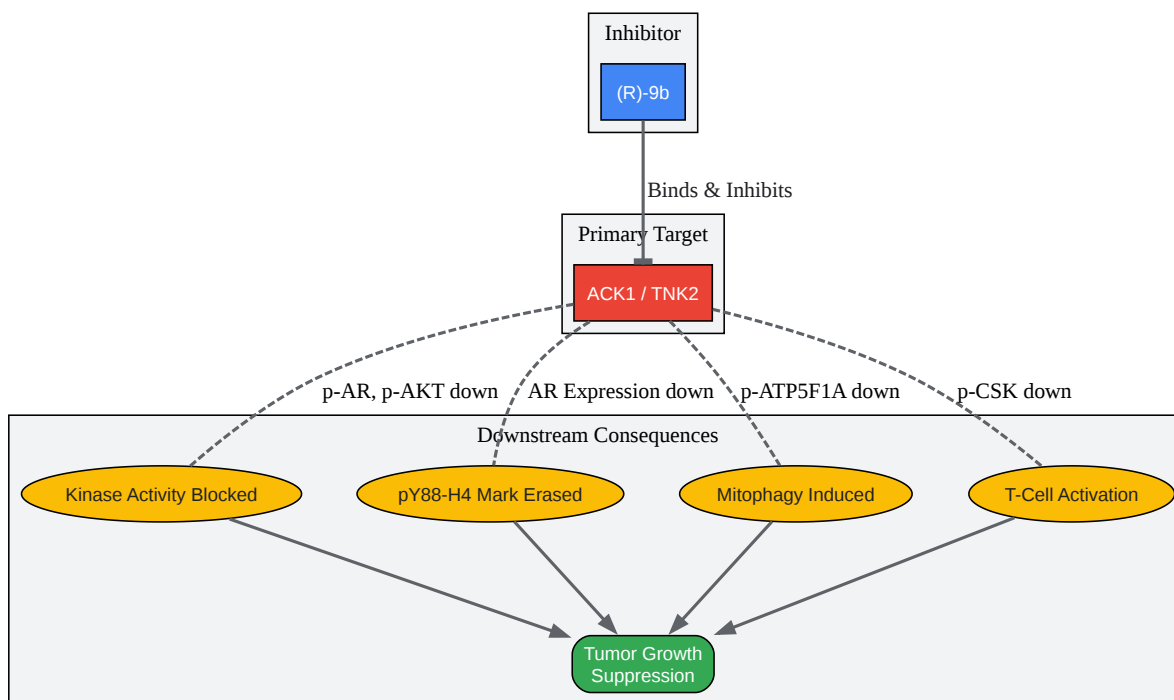 Inhibitor
(R)-9b
Binds & Inhibits
Primary Target
ACK1 / TNK2
p-AR, p-AKT down
AR Expression down
p-ATP5F1A down
p-CSK down
Downstream Consequences
Kinase Activity Blocked
pY88-H4 Mark Erased
Mitophagy Induced
T-Cell Activation
Tumor Growth
Suppression